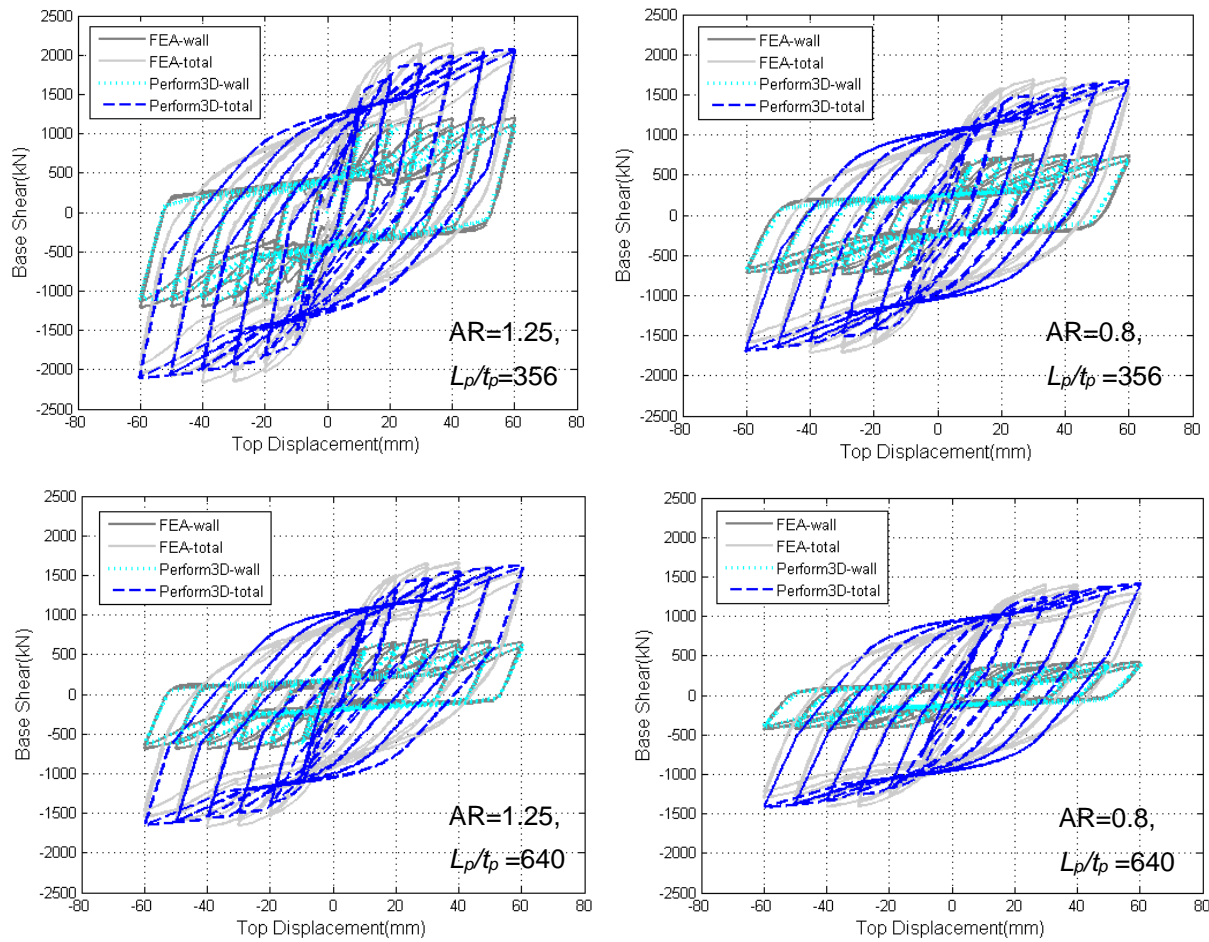 2500
2000
1500
1000
500
0
-500
-1000
-1500
-2000
-2500
Base Shear(kN)
FEA-wall
FEA-total
Perform3D-wall
Perform3D-total
AR=1.25,
Lp/tp=356
-80 -60 -40 -20 0 20 40 60 80
Top Displacement(mm)
2500
2000
1500
1000
500
0
-500
-1000
-1500
-2000
-2500
Base Shear(kN)
FEA-wall
FEA-total
Perform3D-wall
Perform3D-total
AR=0.8,
Lp/tp =356
-80 -60 -40 -20 0 20 40 60 80
Top Displacement(mm)
2500
2000
1500
1000
500
0
-500
-1000
-1500
-2000
-2500
Base Shear(kN)
FEA-wall
FEA-total
Perform3D-wall
Perform3D-total
AR=1.25,
Lp/tp =640
-80 -60 -40 -20 0 20 40 60 80
Top Displacement(mm)
2500
2000
1500
1000
500
0
-500
-1000
-1500
-2000
-2500
Base Shear(kN)
FEA-wall
FEA-total
Perform3D-wall
Perform3D-total
AR=0.8,
Lp/tp =640
-80 -60 -40 -20 0 20 40 60 80
Top Displacement(mm)